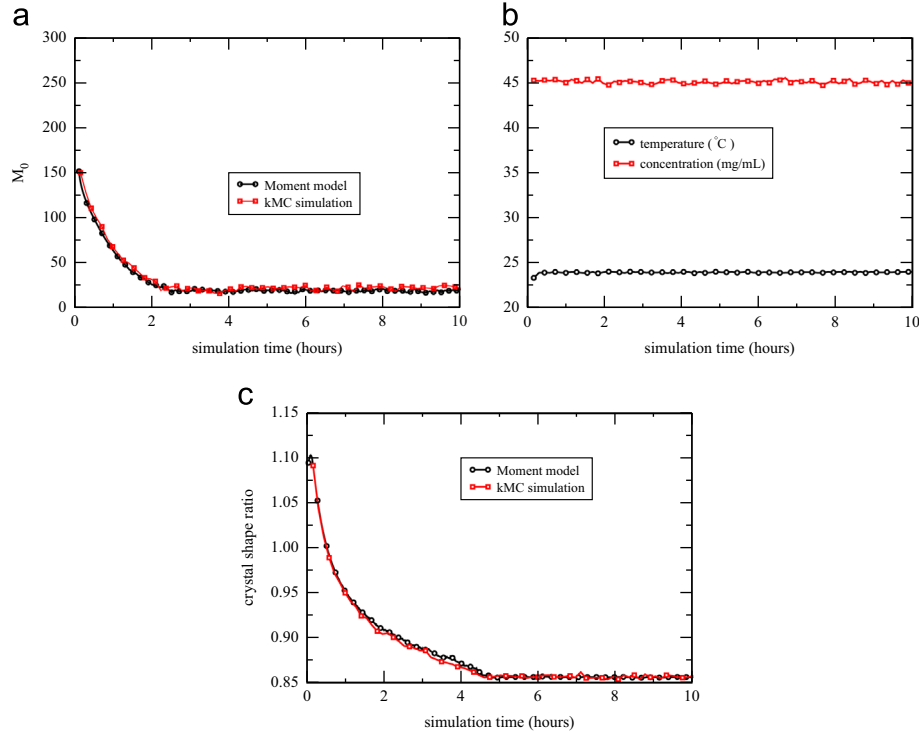 a
300
250
200
150
100
50
0
M0
0
2
4
6
8
10
simulation time (hours)
Moment model
kMC simulation
b
50
45
40
35
30
25
20
0
2
4
6
8
10
simulation time (hours)
temperature (°C )
concentration (mg/mL)
c
1.15
1.10
1.05
1.00
0.95
0.90
0.85
crystal shape ratio
0
2
4
6
8
10
simulation time (hours)
Moment model
kMC simulation